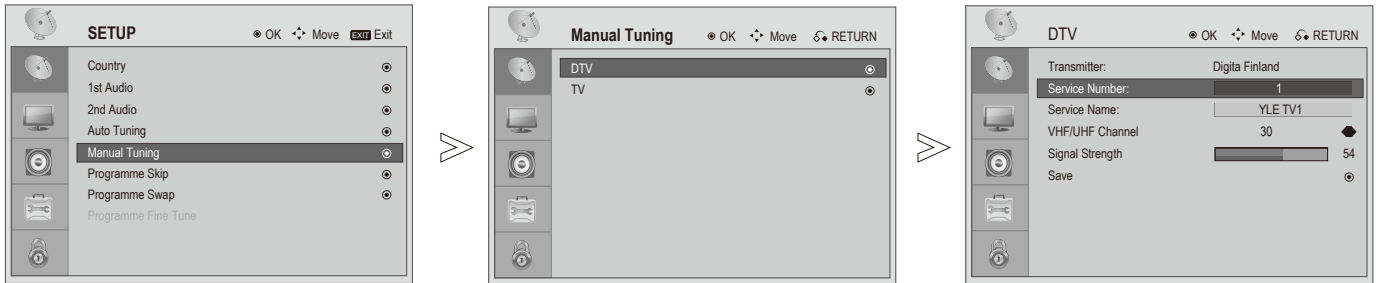 SETUP OK Move EXIT Exit
Country
1st Audio
2nd Audio
Auto Tuning
Manual Tuning
Programme Skip
Programme Swap
Programme Fine Tune
Manual Tuning OK Move RETURN
DTV
TV
DTV OK Move RETURN
Transmitter: Digita Finland
Service Number: 1
Service Name: YLE TV1
VHF/UHF Channel 30
Signal Strength 54
Save